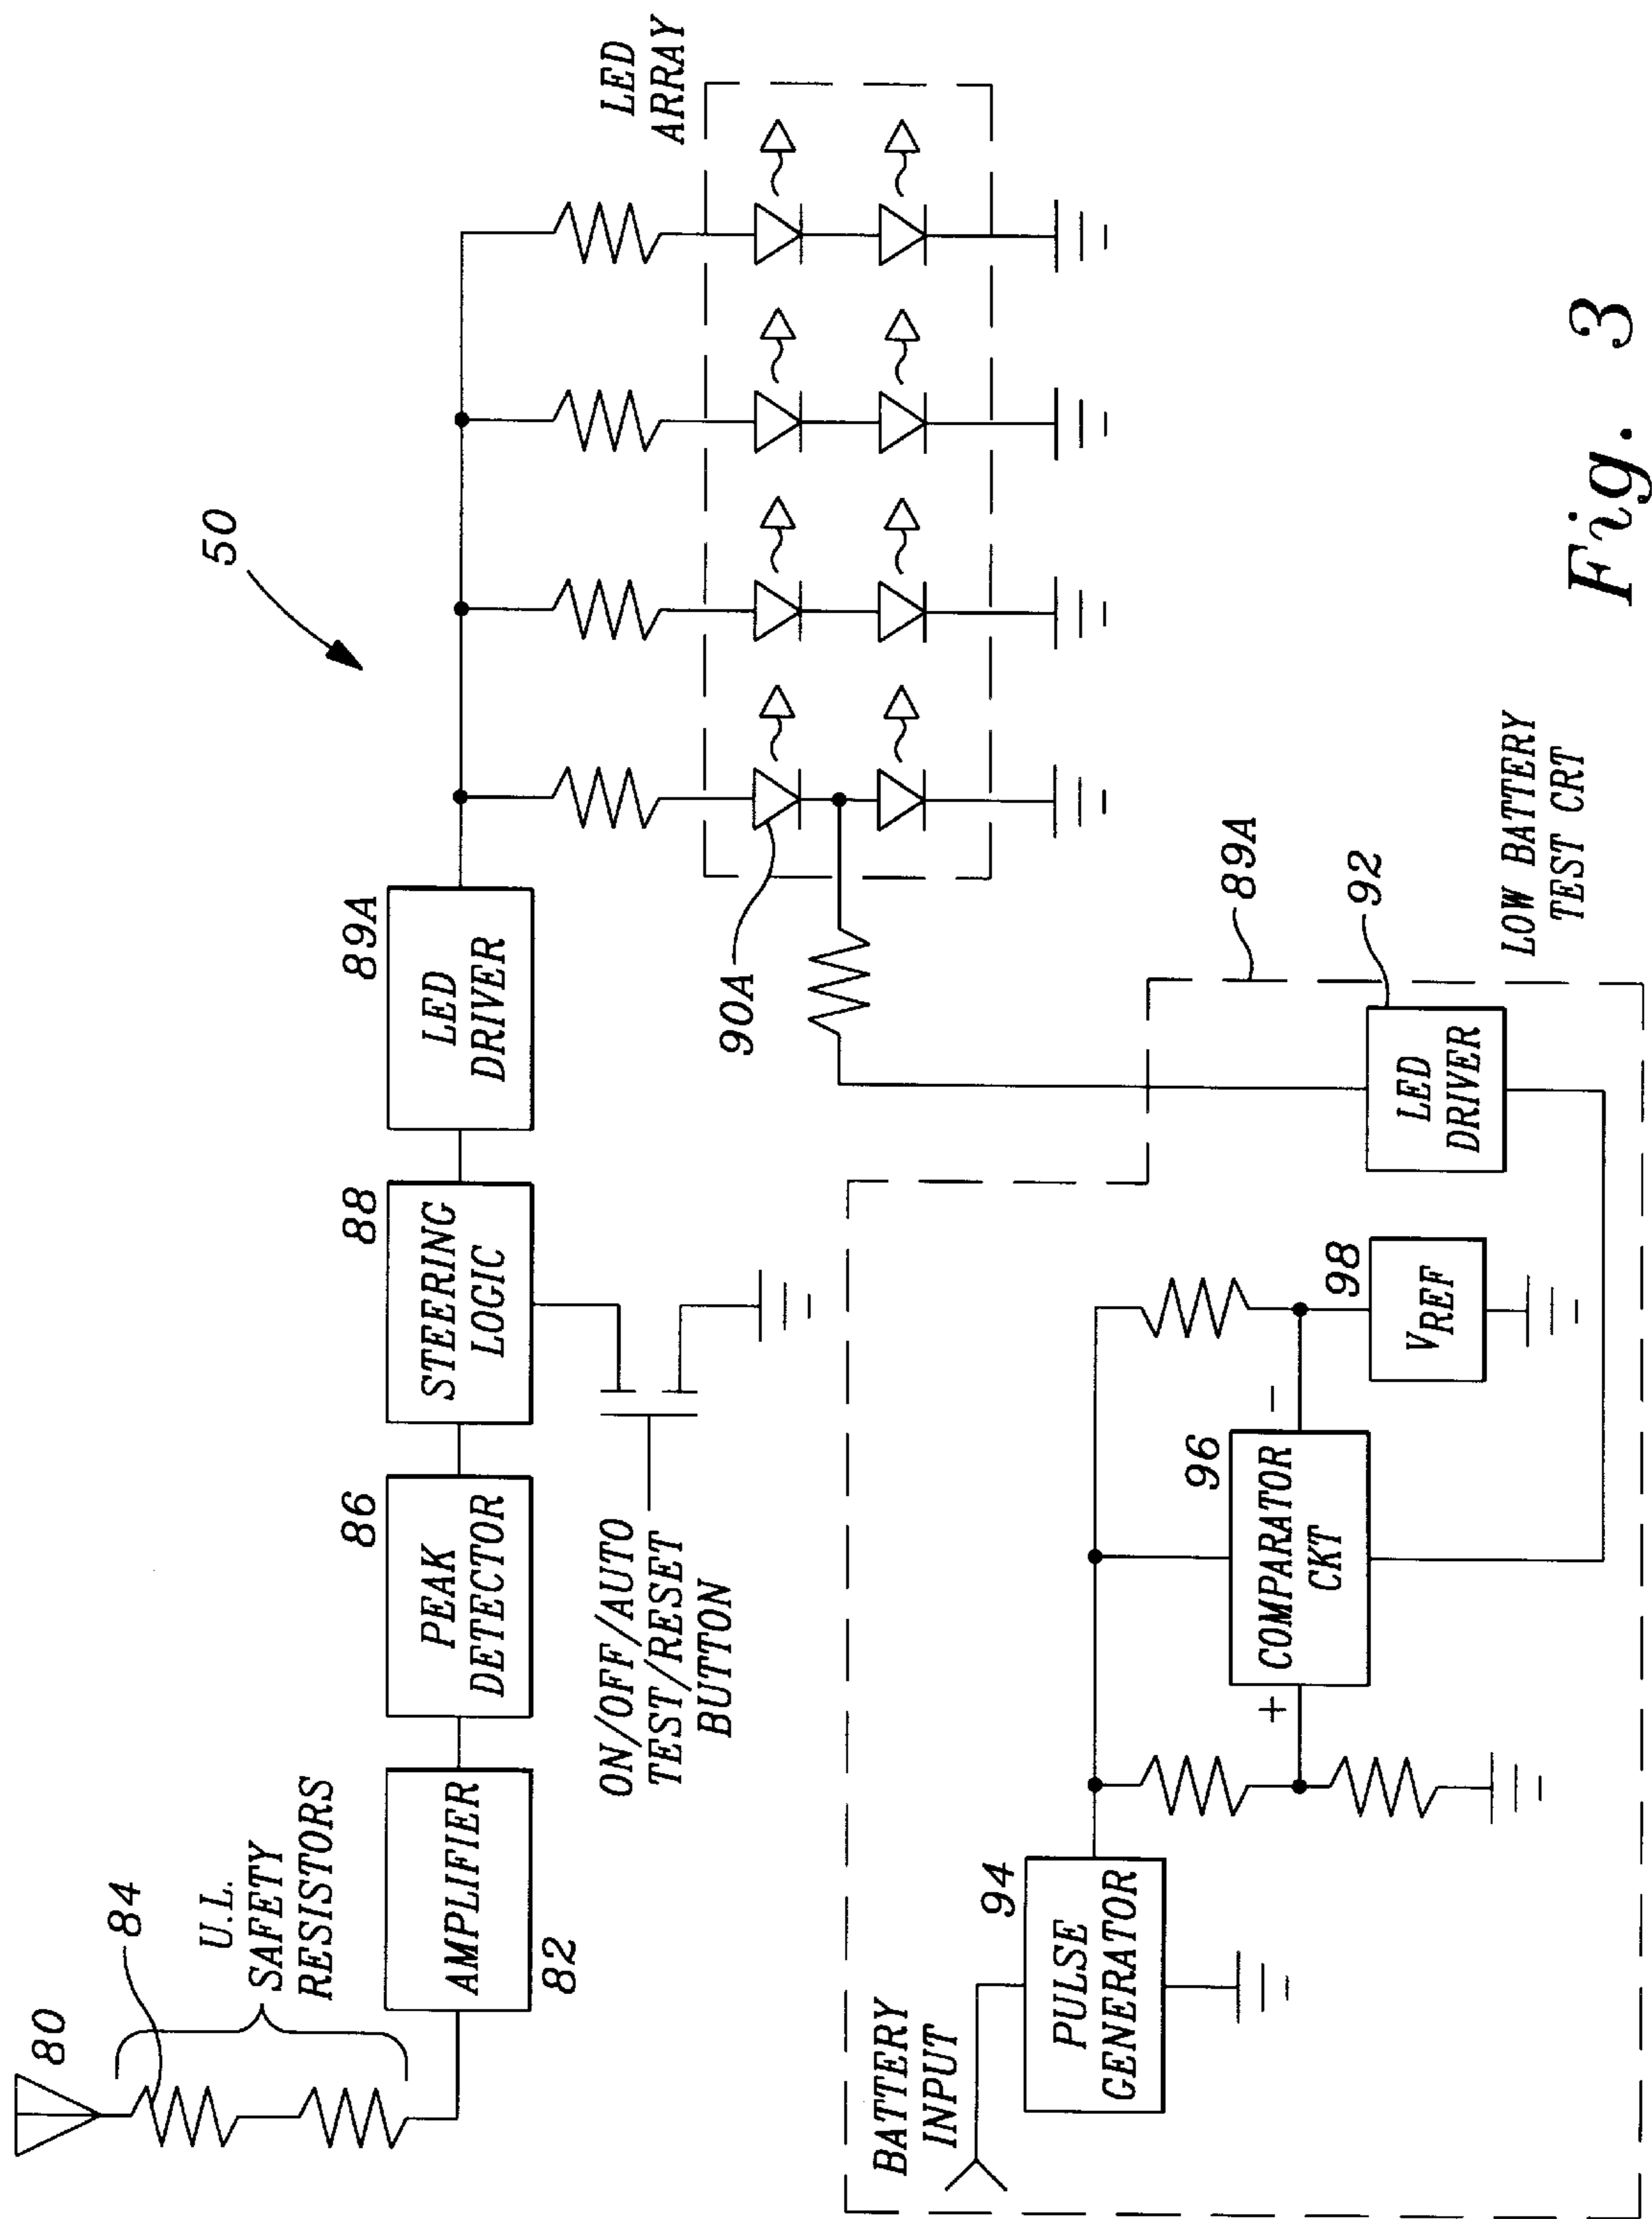 80
84
U.L.
SAFETY
RESISTORS
AMPLIFIER
82
86
PEAK
DETECTOR
88
STEERING
LOGIC
89A
LED
DRIVER
50
LED
ARRAY
90A
ON/OFF/AUTO
TEST/RESET
BUTTON
BATTERY
INPUT
94
PULSE
GENERATOR
+
96
-
COMPARATOR
CKT
98
VREF
92
LED
DRIVER
89A
LOW BATTERY
TEST CRT
Fig. 3